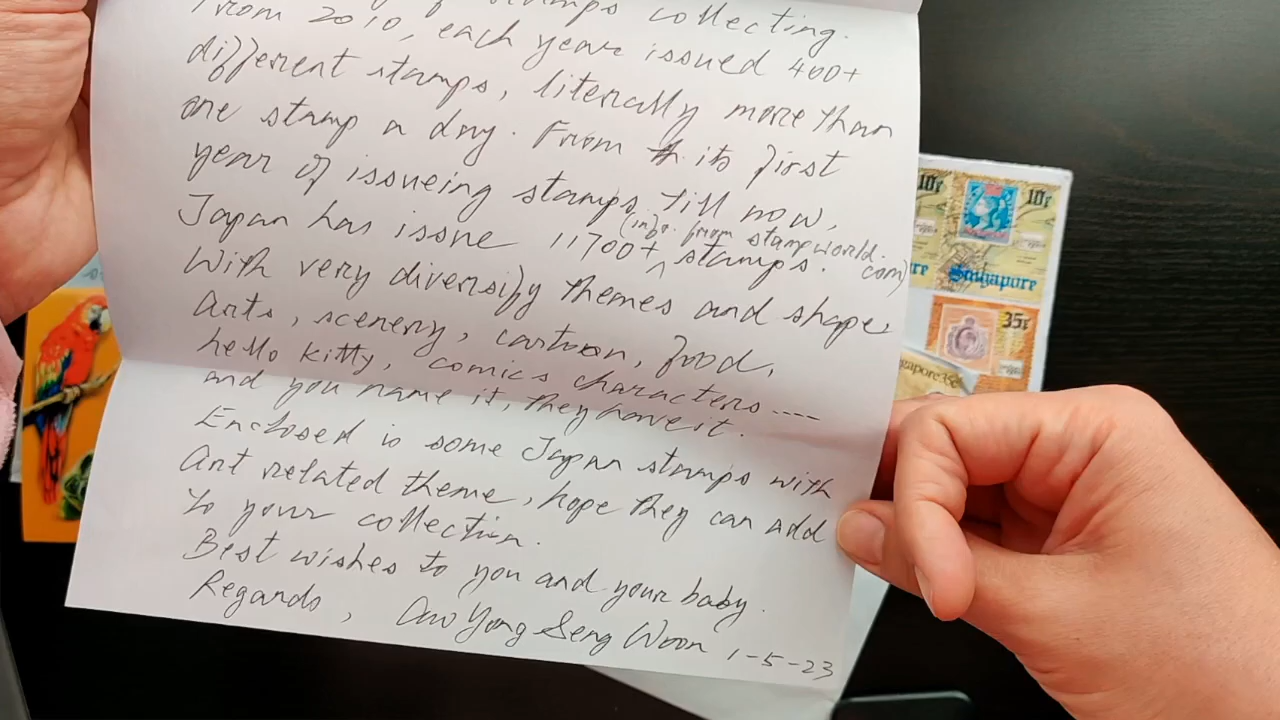 of stamps collecting.
From 2010, each year issued 400+
different stamps, literally more than
one stamp a day. From its first
year of issueing stamps till now,
(info. from stampworld.
com)
Japan has issue 11700+ stamps.
With very diversify themes and shape,
arts, scenery, cartoon, food,
hello kitty, comics characters----
and you name it, they have it.
Enclosed is some Japan stamps with
art related theme, hope they can add
to your collection.
Best wishes to you and your baby.
Regards, Yong Seng Woon 1-5-23
10c 10c
Singapore
35c
gapore35c